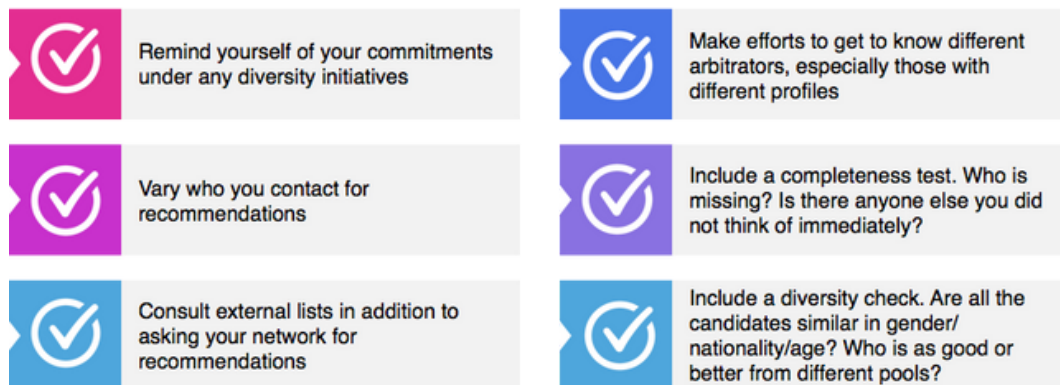 Remind yourself of your commitments
under any diversity initiatives
Make efforts to get to know different
arbitrators, especially those with
different profiles
Vary who you contact for
recommendations
Include a completeness test. Who is
missing? Is there anyone else you did
not think of immediately?
Consult external lists in addition to
asking your network for
recommendations
Include a diversity check. Are all the
candidates similar in gender/
nationality/age? Who is as good or
better from different pools?